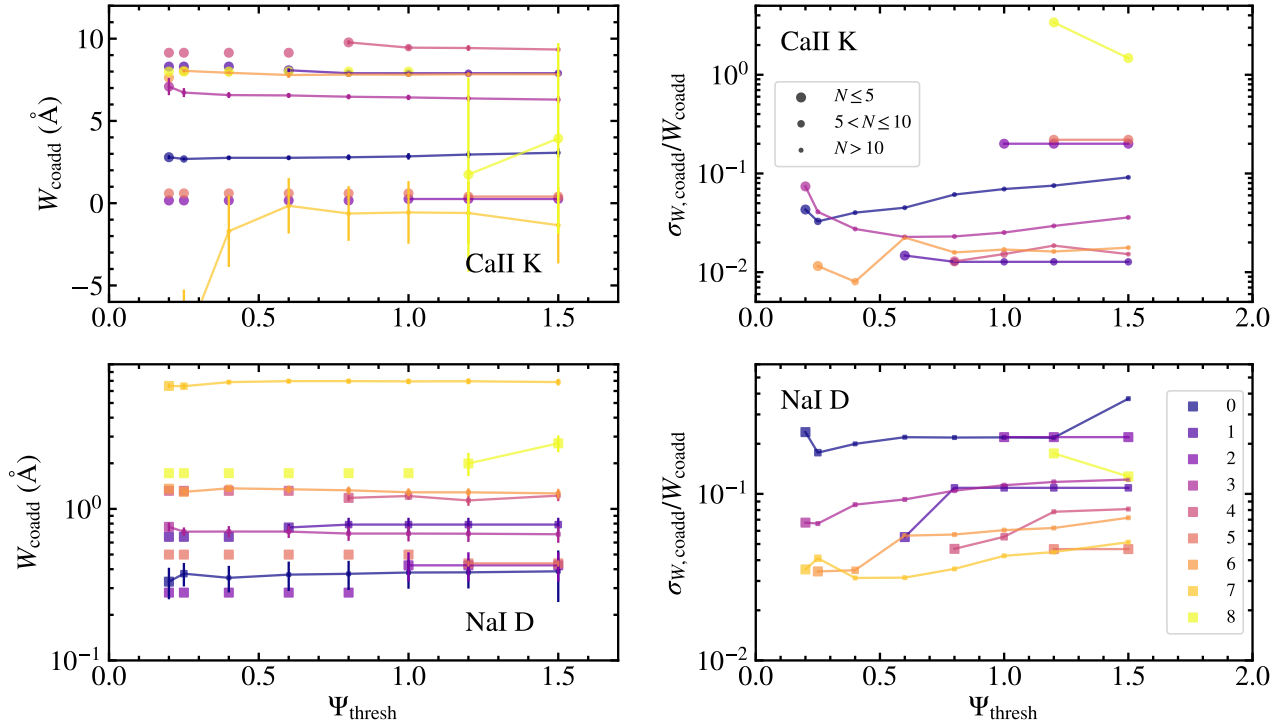 10
5
0
−5
W_coadd (Å)
CaII K
0.0 0.5 1.0 1.5
10^0
10^−1
10^−2
σ_W,coadd/W_coadd
CaII K
N ≤ 5
5 < N ≤ 10
N > 10
0.0 0.5 1.0 1.5 2.0
10^0
10^−1
W_coadd (Å)
NaI D
0.0 0.5 1.0 1.5
Ψ_thresh
10^−1
10^−2
σ_W,coadd/W_coadd
NaI D
0
1
2
3
4
5
6
7
8
0.0 0.5 1.0 1.5 2.0
Ψ_thresh